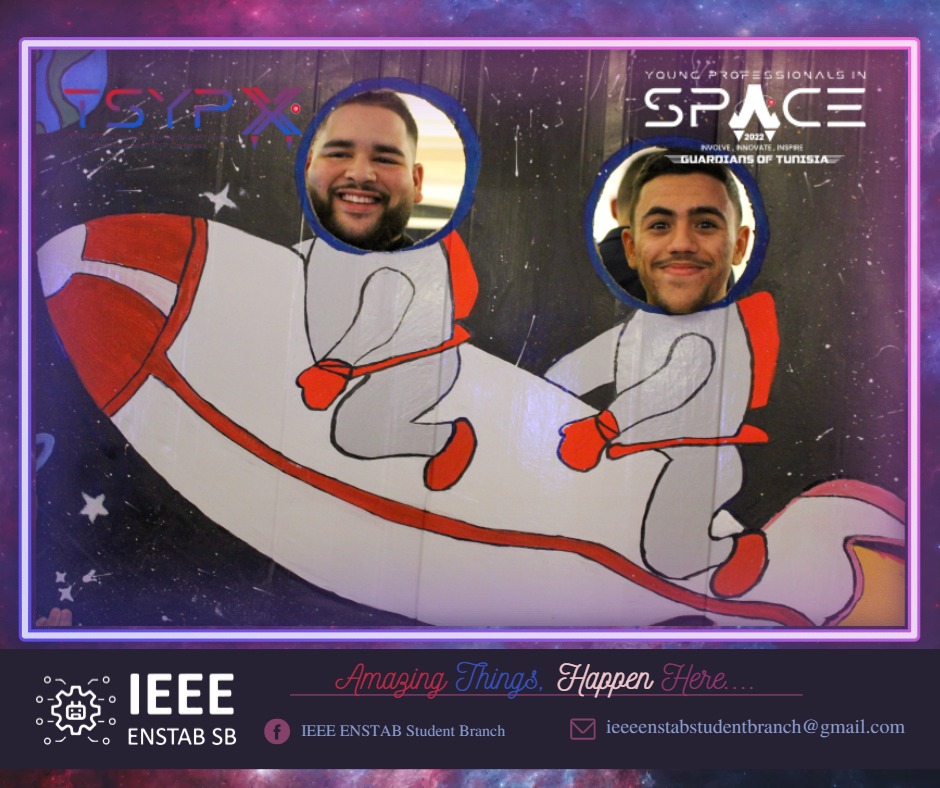 TSYPX
YOUNG PROFESSIONALS IN
SPACE
2022
INVOLVE, INNOVATE, INSPIRE
GUARDIANS OF TUNISIA
Amazing Things, Happen Here....
IEEE
ENSTAB SB
IEEE ENSTAB Student Branch
ieeeenstabstudentbranch@gmail.com